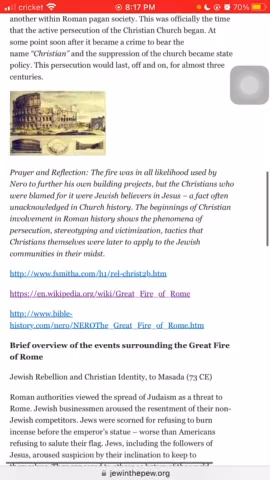 cricket
8:17 PM
70%
another within Roman pagan society. This was officially the time
that the active persecution of the Christian Church began. At
some point soon after it became a crime to bear the
name "Christian" and the suppression of the church became state
policy. This persecution would last, off and on, for almost three
centuries.
Prayer and Reflection: The fire was in all likelihood used by
Nero to further his own building projects, but the Christians who
were blamed for it were Jewish believers in Jesus – a fact often
unacknowledged in Church history. The beginnings of Christian
involvement in Roman history shows the phenomena of
persecution, stereotyping and victimization, tactics that
Christians themselves were later to apply to the Jewish
communities in their midst.
http://www.fsmitha.com/h1/rel-christ2b.htm
https://en.wikipedia.org/wiki/Great_Fire_of_Rome
http://www.bible-
history.com/nero/NEROThe_Great_Fire_of_Rome.htm
Brief overview of the events surrounding the Great Fire
of Rome
Jewish Rebellion and Christian Identity, to Masada (73 CE)
Roman authorities viewed the spread of Judaism as a threat to
Rome. Jewish businessmen aroused the resentment of their non-
Jewish competitors. Jews were scorned for refusing to burn
incense before the emperor's statue – worse than Americans
refusing to salute their flag. Jews, including the followers of
Jesus, aroused suspicion by their inclination to keep to
jewinthepew.org